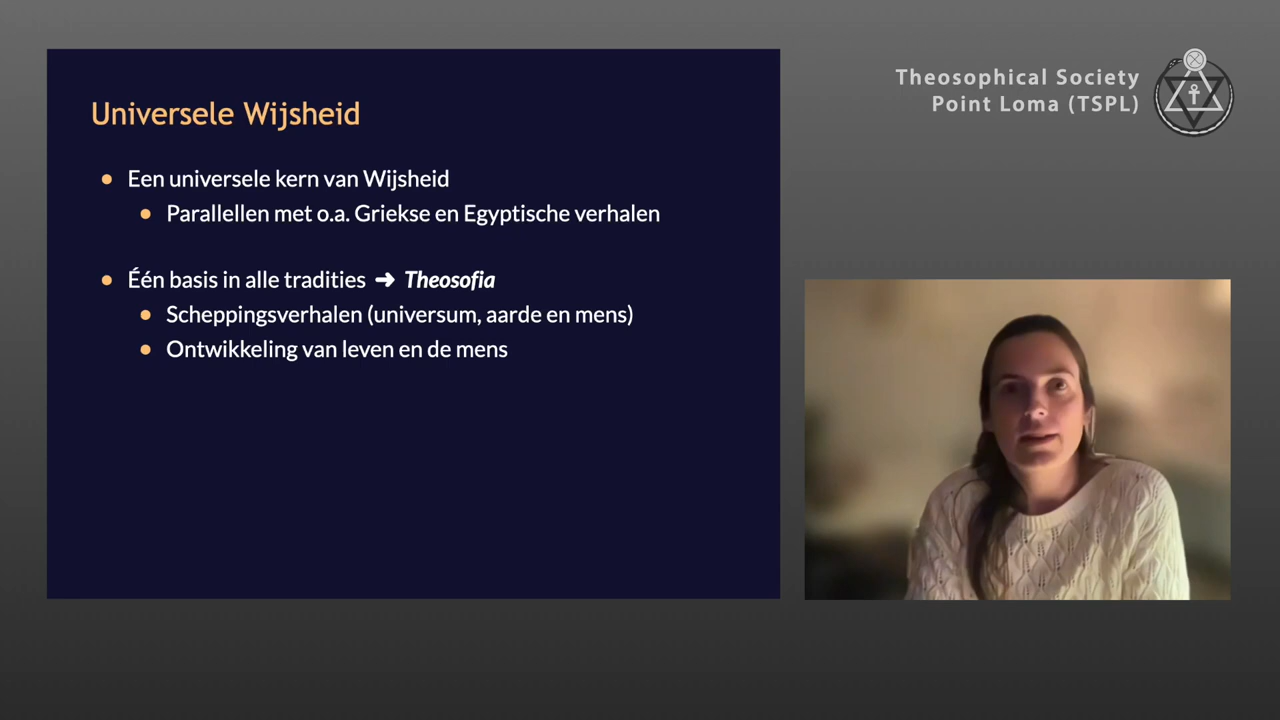 Universele Wijsheid
Een universele kern van Wijsheid
Parallellen met o.a. Griekse en Egyptische verhalen
Één basis in alle tradities ➜ Theosofia
Scheppingsverhalen (universum, aarde en mens)
Ontwikkeling van leven en de mens
Theosophical Society
Point Loma (TSPL)